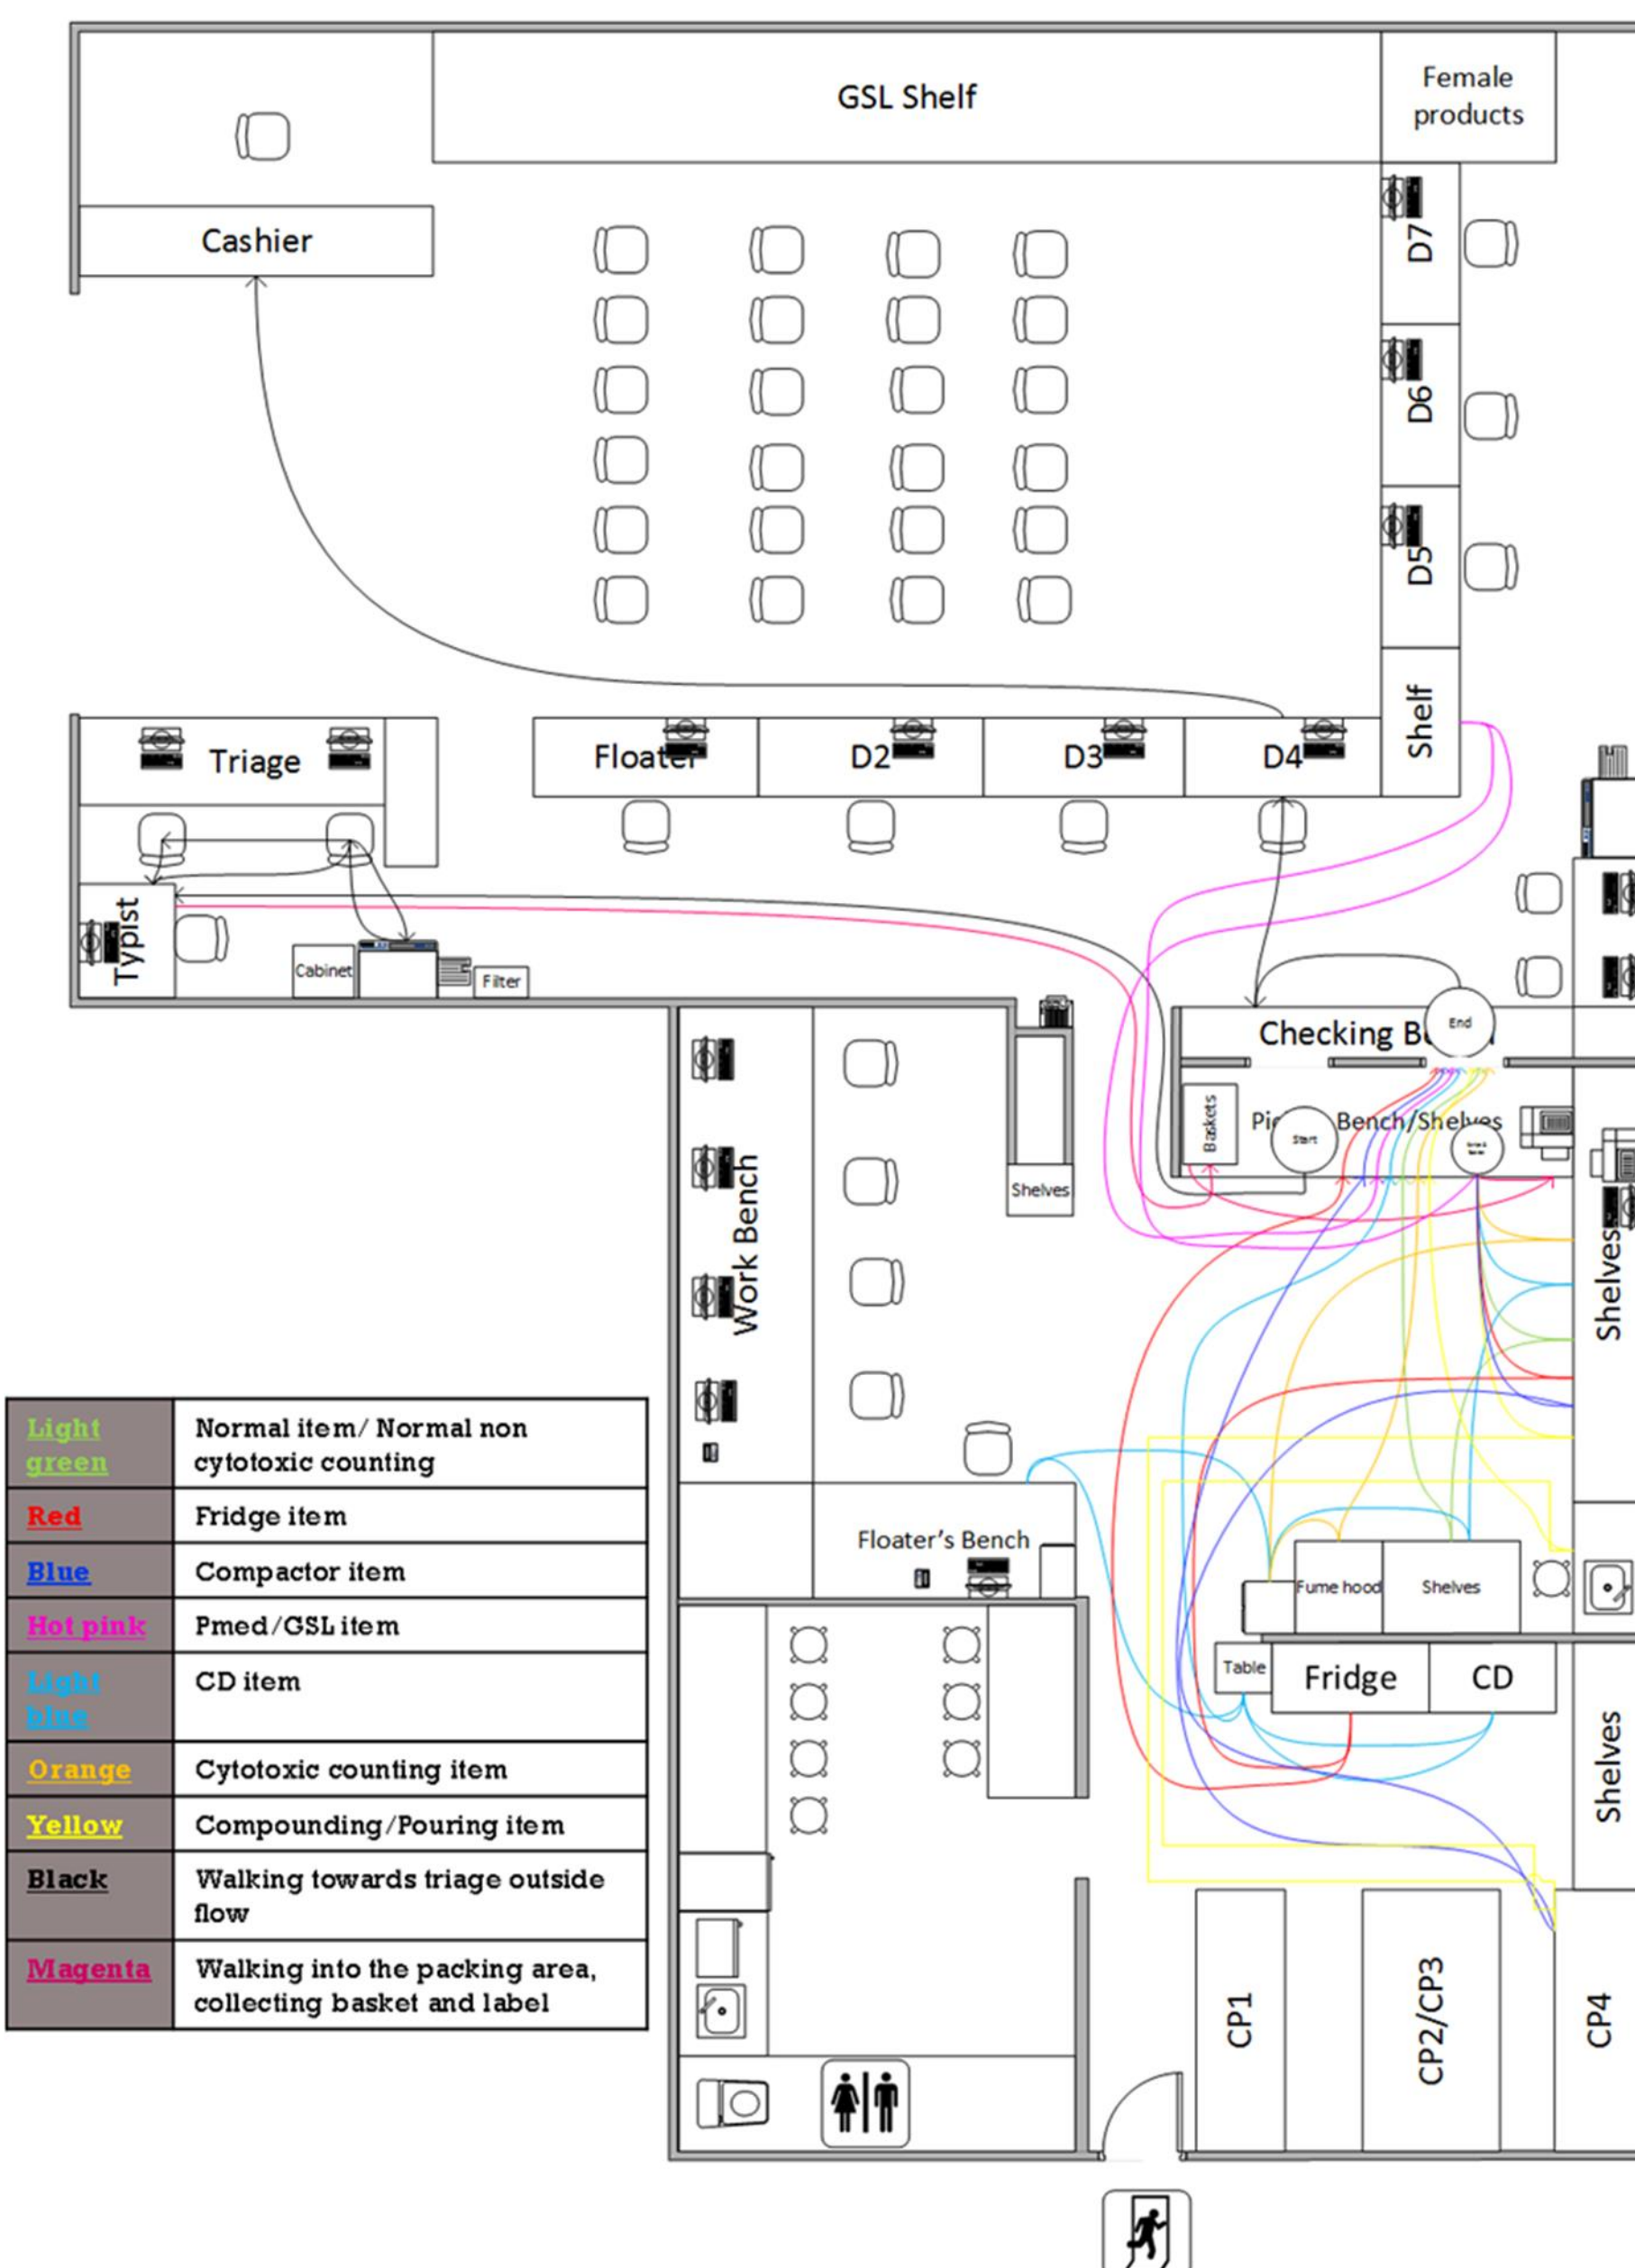 GSL Shelf
Female
products
Cashier
D7
D6
D5
Shelf
Triage
Floater
D2
D3
D4
Typist
Cabinet
Filter
Checking
End
Baskets
Start
Bench/Shelves
Shelves
Work Bench
Shelves
Floater's Bench
Fume hood
Shelves
Table
Fridge
CD
Shelves
CP1
CP2/CP3
CP4
Light
green
Normal item/ Normal non
cytotoxic counting
Red
Fridge item
Blue
Compactor item
Hot pink
Pmed/GSL item
Light
blue
CD item
Orange
Cytotoxic counting item
Yellow
Compounding/Pouring item
Black
Walking towards triage outside
flow
Magenta
Walking into the packing area,
collecting basket and label